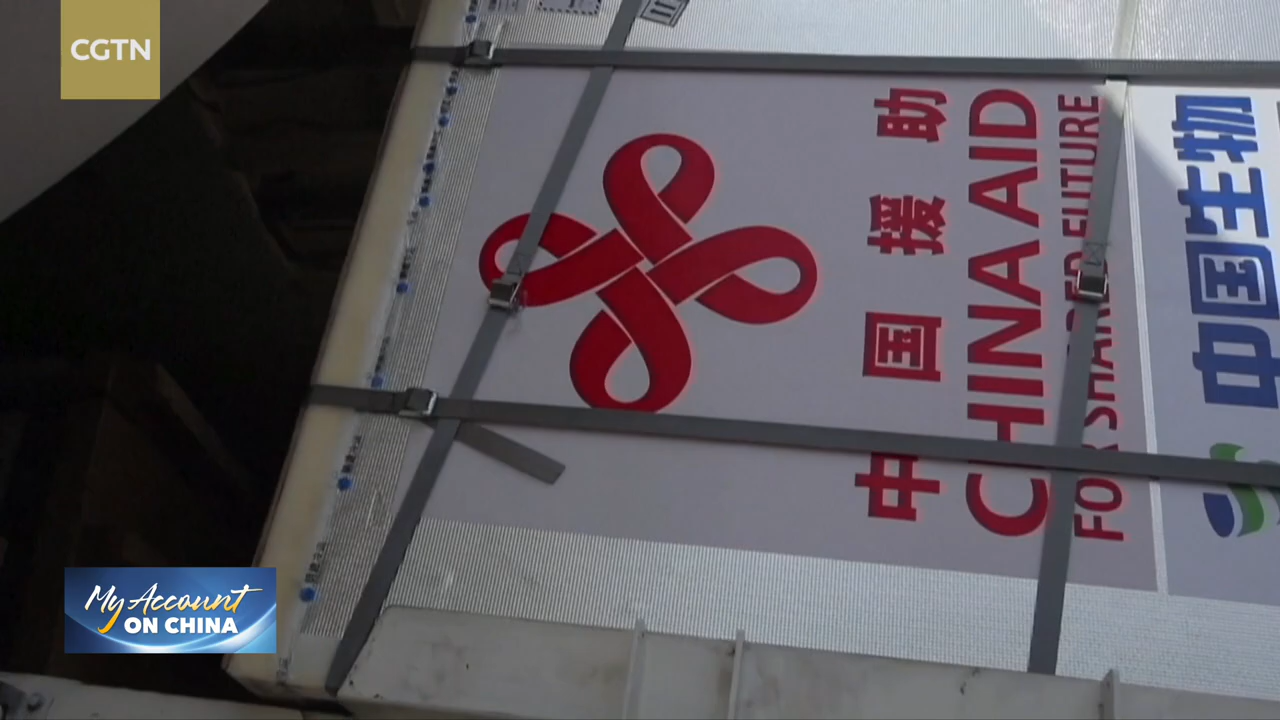 CGTN
中国援助
CHINA AID
FOR SHARED FUTURE
中国生物
My Account
ON CHINA